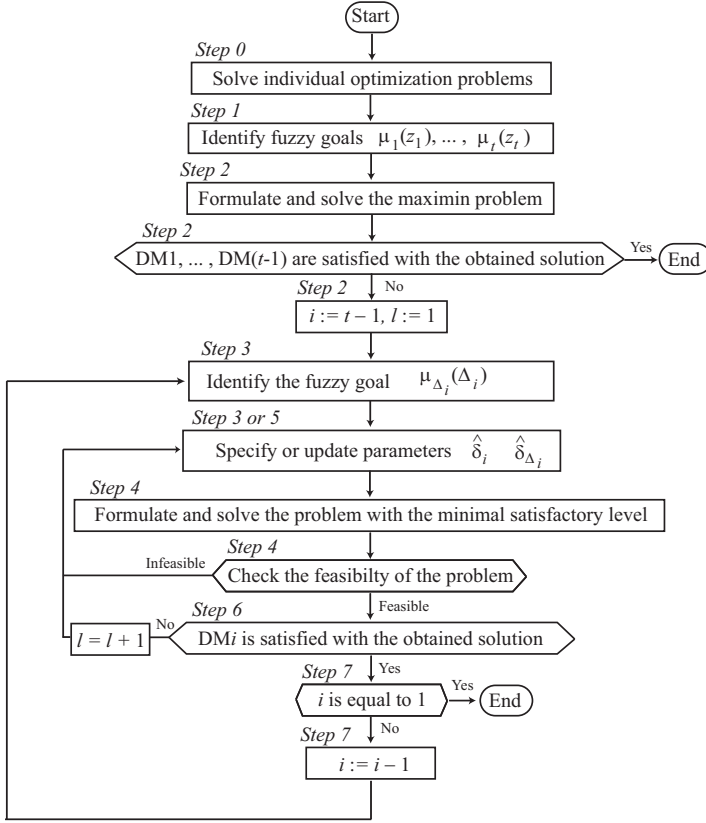 Start
Step 0
Solve individual optimization problems
Step 1
Identify fuzzy goals μ₁(z₁), ... , μₜ(zₜ)
Step 2
Formulate and solve the maximin problem
Step 2
DM1, ... , DM(t-1) are satisfied with the obtained solution
Yes
End
Step 2
No
i := t − 1, l := 1
Step 3
Identify the fuzzy goal μ_Δᵢ(Δᵢ)
Step 3 or 5
Specify or update parameters δ̂ᵢ δ̂_Δᵢ
Step 4
Formulate and solve the problem with the minimal satisfactory level
Step 4
Infeasible
Check the feasibilty of the problem
Feasible
Step 6
No
l = l + 1
DMi is satisfied with the obtained solution
Step 7
Yes
i is equal to 1
Yes
End
Step 7
No
i := i − 1